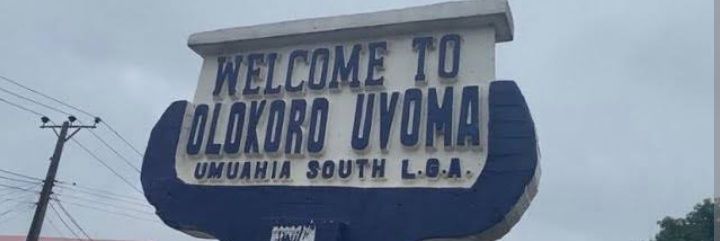 WELCOME TO
OLOKORO UVOMA
UMUAHIA SOUTH L.G.A.